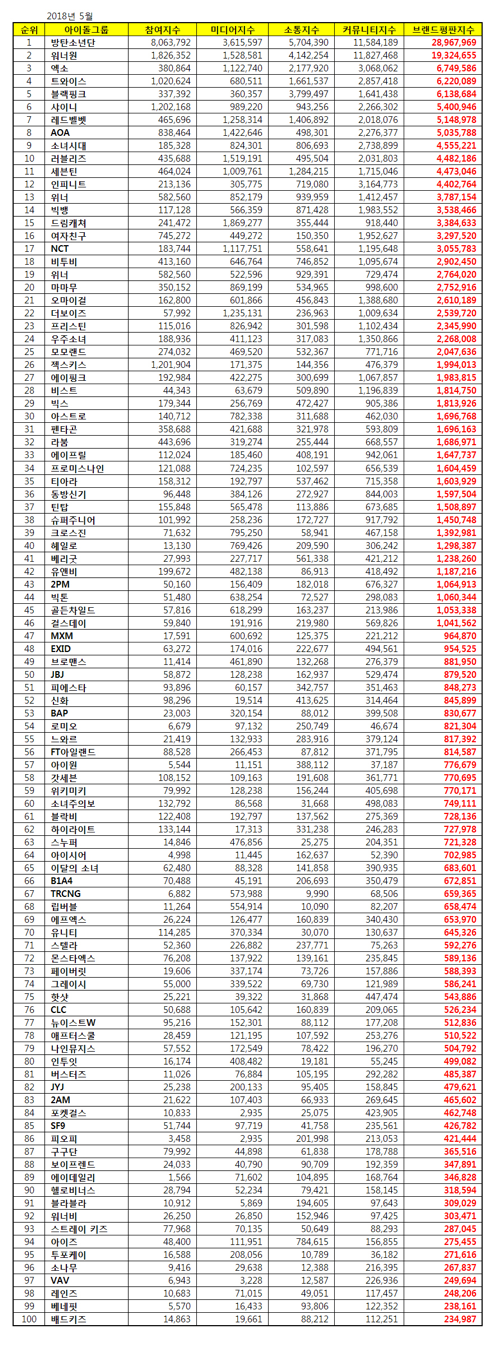 2018년 5월
순위 아이돌그룹 참여지수 미디어지수 소통지수 커뮤니티지수 브랜드평판지수
1 방탄소년단 8,063,792 3,615,597 5,704,390 11,584,189 28,967,969
2 워너원 1,826,352 1,528,581 4,142,254 11,827,468 19,324,655
3 엑소 380,864 1,122,740 2,177,920 3,068,062 6,749,586
4 트와이스 1,020,624 680,511 1,661,537 2,857,418 6,220,089
5 블랙핑크 337,392 360,357 3,799,497 1,641,438 6,138,684
6 샤이니 1,202,168 989,220 943,256 2,266,302 5,400,946
7 레드벨벳 465,696 1,258,314 1,406,892 2,018,076 5,148,978
8 AOA 838,464 1,422,646 498,301 2,276,377 5,035,788
9 소녀시대 185,328 824,301 806,693 2,738,899 4,555,221
10 러블리즈 435,688 1,519,191 495,504 2,031,803 4,482,186
11 세븐틴 464,024 1,009,761 1,284,215 1,715,046 4,473,046
12 인피니트 213,136 305,775 719,080 3,164,773 4,402,764
13 위너 582,560 852,179 939,959 1,412,457 3,787,154
14 빅뱅 117,128 566,359 871,428 1,983,552 3,538,466
15 드림캐쳐 241,472 1,869,277 355,444 918,440 3,384,633
16 여자친구 745,272 449,272 150,350 1,952,627 3,297,520
17 NCT 183,744 1,117,751 558,641 1,195,648 3,055,783
18 비투비 413,160 646,764 746,852 1,095,674 2,902,450
19 위너 582,560 522,596 929,391 729,474 2,764,020
20 마마무 350,152 869,199 534,965 998,600 2,752,916
21 오마이걸 162,800 601,866 456,843 1,388,680 2,610,189
22 더보이즈 57,992 1,235,131 236,963 1,009,634 2,539,720
23 프리스틴 115,016 826,942 301,598 1,102,434 2,345,990
24 우주소녀 188,936 411,123 317,083 1,350,866 2,268,008
25 모모랜드 274,032 469,520 532,367 771,716 2,047,636
26 젝스키스 1,201,904 171,375 144,356 476,379 1,994,013
27 에이핑크 192,984 422,275 300,699 1,067,857 1,983,815
28 비스트 44,343 63,679 509,890 1,196,839 1,814,750
29 빅스 179,344 256,769 472,427 905,386 1,813,926
30 아스트로 140,712 782,338 311,688 462,030 1,696,768
31 펜타곤 358,688 421,688 321,978 593,809 1,696,163
32 라붐 443,696 319,274 255,444 668,557 1,686,971
33 에이프릴 112,024 185,460 408,191 942,061 1,647,737
34 프로미스나인 121,088 724,235 102,597 656,539 1,604,459
35 티아라 158,312 192,797 537,462 715,358 1,603,929
36 동방신기 96,448 384,126 272,927 844,003 1,597,504
37 틴탑 155,848 565,478 113,886 673,685 1,508,897
38 슈퍼주니어 101,992 258,236 172,727 917,792 1,450,748
39 크로스진 71,632 795,250 58,941 467,158 1,392,981
40 헤일로 13,130 769,426 209,590 306,242 1,298,387
41 베리굿 27,993 227,717 561,338 421,212 1,238,260
42 유앤비 199,672 482,138 86,913 418,492 1,187,216
43 2PM 50,160 156,409 182,018 676,327 1,064,913
44 빅톤 51,480 638,254 72,527 298,083 1,060,344
45 골든차일드 57,816 618,299 163,237 213,986 1,053,338
46 걸스데이 59,840 191,916 219,980 569,826 1,041,562
47 MXM 17,591 600,692 125,375 221,212 964,870
48 EXID 63,272 174,016 222,677 494,561 954,525
49 브로맨스 11,414 461,890 132,268 276,379 881,950
50 JBJ 58,872 128,238 162,937 529,474 879,520
51 피에스타 93,896 60,157 342,757 351,463 848,273
52 신화 98,296 19,514 413,625 314,464 845,899
53 BAP 23,003 320,154 88,012 399,508 830,677
54 로미오 6,679 97,132 250,749 46,674 821,304
55 느와르 21,419 132,933 283,916 379,124 817,392
56 FT아일랜드 88,528 266,453 87,812 371,795 814,587
57 아이원 5,544 11,151 388,112 37,187 776,679
58 갓세븐 108,152 109,163 191,608 361,771 770,695
59 위키미키 79,992 128,238 156,244 405,698 770,171
60 소녀주의보 132,792 86,568 31,668 498,083 749,111
61 블락비 122,408 192,797 137,562 275,369 728,136
62 하이라이트 133,144 17,313 331,238 246,283 727,978
63 스누퍼 14,846 476,856 25,275 204,351 721,328
64 아이시어 4,998 11,445 162,637 52,390 702,985
65 이달의 소녀 62,480 88,328 141,858 390,935 683,601
66 B1A4 70,488 45,191 206,693 350,479 672,851
67 TRCNG 6,882 573,988 9,990 68,506 659,365
68 립버블 11,264 554,914 10,090 82,207 658,474
69 에프엑스 26,224 126,477 160,839 340,430 653,970
70 유니티 114,285 370,334 30,070 130,637 645,326
71 스텔라 52,360 226,882 237,771 75,263 592,276
72 몬스타엑스 76,208 137,922 139,161 235,845 589,136
73 페이버릿 19,606 337,174 73,726 157,886 588,393
74 그레이시 55,000 339,522 69,730 121,989 586,241
75 핫샷 25,221 39,322 31,868 447,474 543,886
76 CLC 50,688 105,642 160,839 209,065 526,234
77 뉴이스트W 95,216 152,301 88,112 177,208 512,836
78 애프터스쿨 28,459 121,195 107,592 253,276 510,522
79 나인뮤지스 57,552 172,549 78,422 196,270 504,792
80 인투잇 16,174 408,482 19,181 55,245 499,082
81 버스터즈 11,026 76,884 105,195 292,282 485,387
82 JYJ 25,238 200,133 95,405 158,845 479,621
83 2AM 21,622 107,403 66,933 269,645 465,602
84 포켓걸스 10,833 2,935 25,075 423,905 462,748
85 SF9 51,744 97,719 41,758 235,561 426,782
86 피오피 3,458 2,935 201,998 213,053 421,444
87 구구단 79,992 44,898 61,838 178,788 365,516
88 보이프렌드 24,033 40,790 90,709 192,359 347,891
89 에이데일리 1,566 71,602 104,895 168,764 346,828
90 헬로비너스 28,794 52,234 79,421 158,145 318,594
91 블라블라 10,912 5,869 194,605 97,643 309,029
92 워너비 26,250 26,850 152,946 97,425 303,471
93 스트레이 키즈 77,968 70,135 50,649 88,293 287,045
94 아이즈 48,400 111,951 784,615 156,855 275,455
95 투포케이 16,588 208,056 10,789 36,182 271,616
96 소나무 9,416 29,638 12,388 216,395 267,837
97 VAV 6,943 3,228 12,587 226,936 249,694
98 레인즈 10,683 71,015 49,051 117,457 248,206
99 베네핏 5,570 16,433 93,806 122,352 238,161
100 배드키즈 14,863 19,661 88,212 112,251 234,987